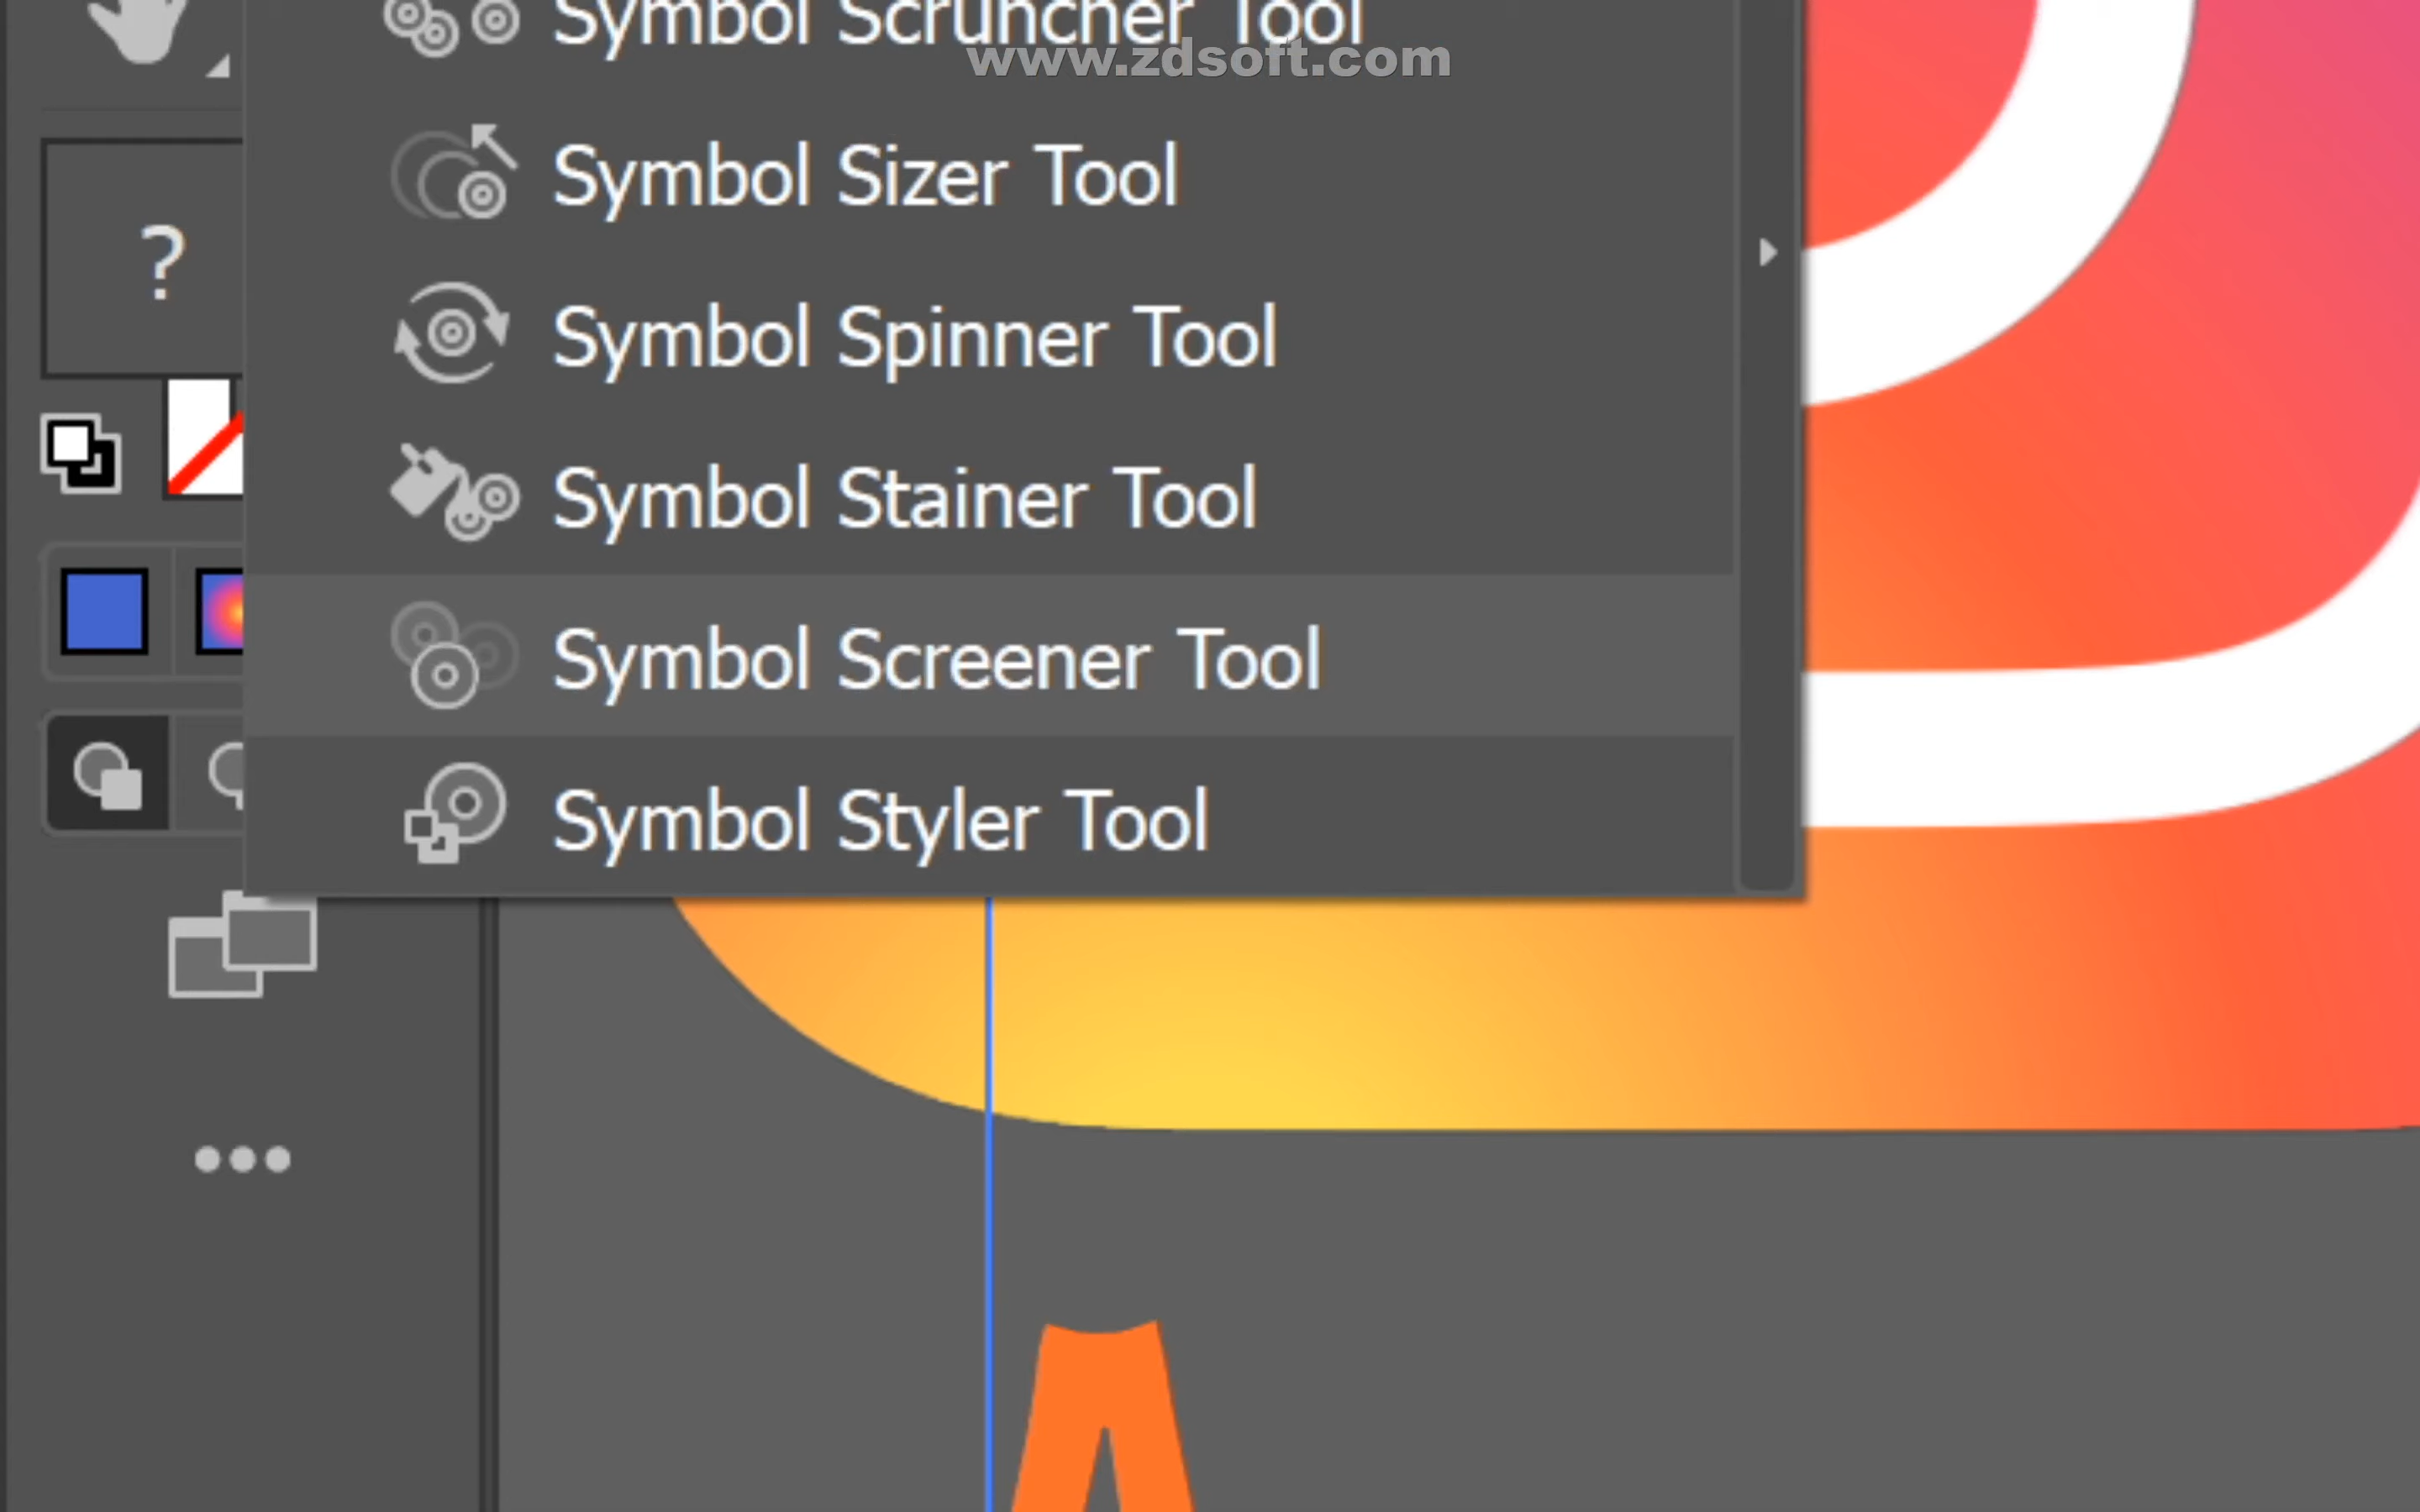 Symbol Scruncher Tool
www.zdsoft.com
Symbol Sizer Tool
?
Symbol Spinner Tool
Symbol Stainer Tool
Symbol Screener Tool
Symbol Styler Tool
A